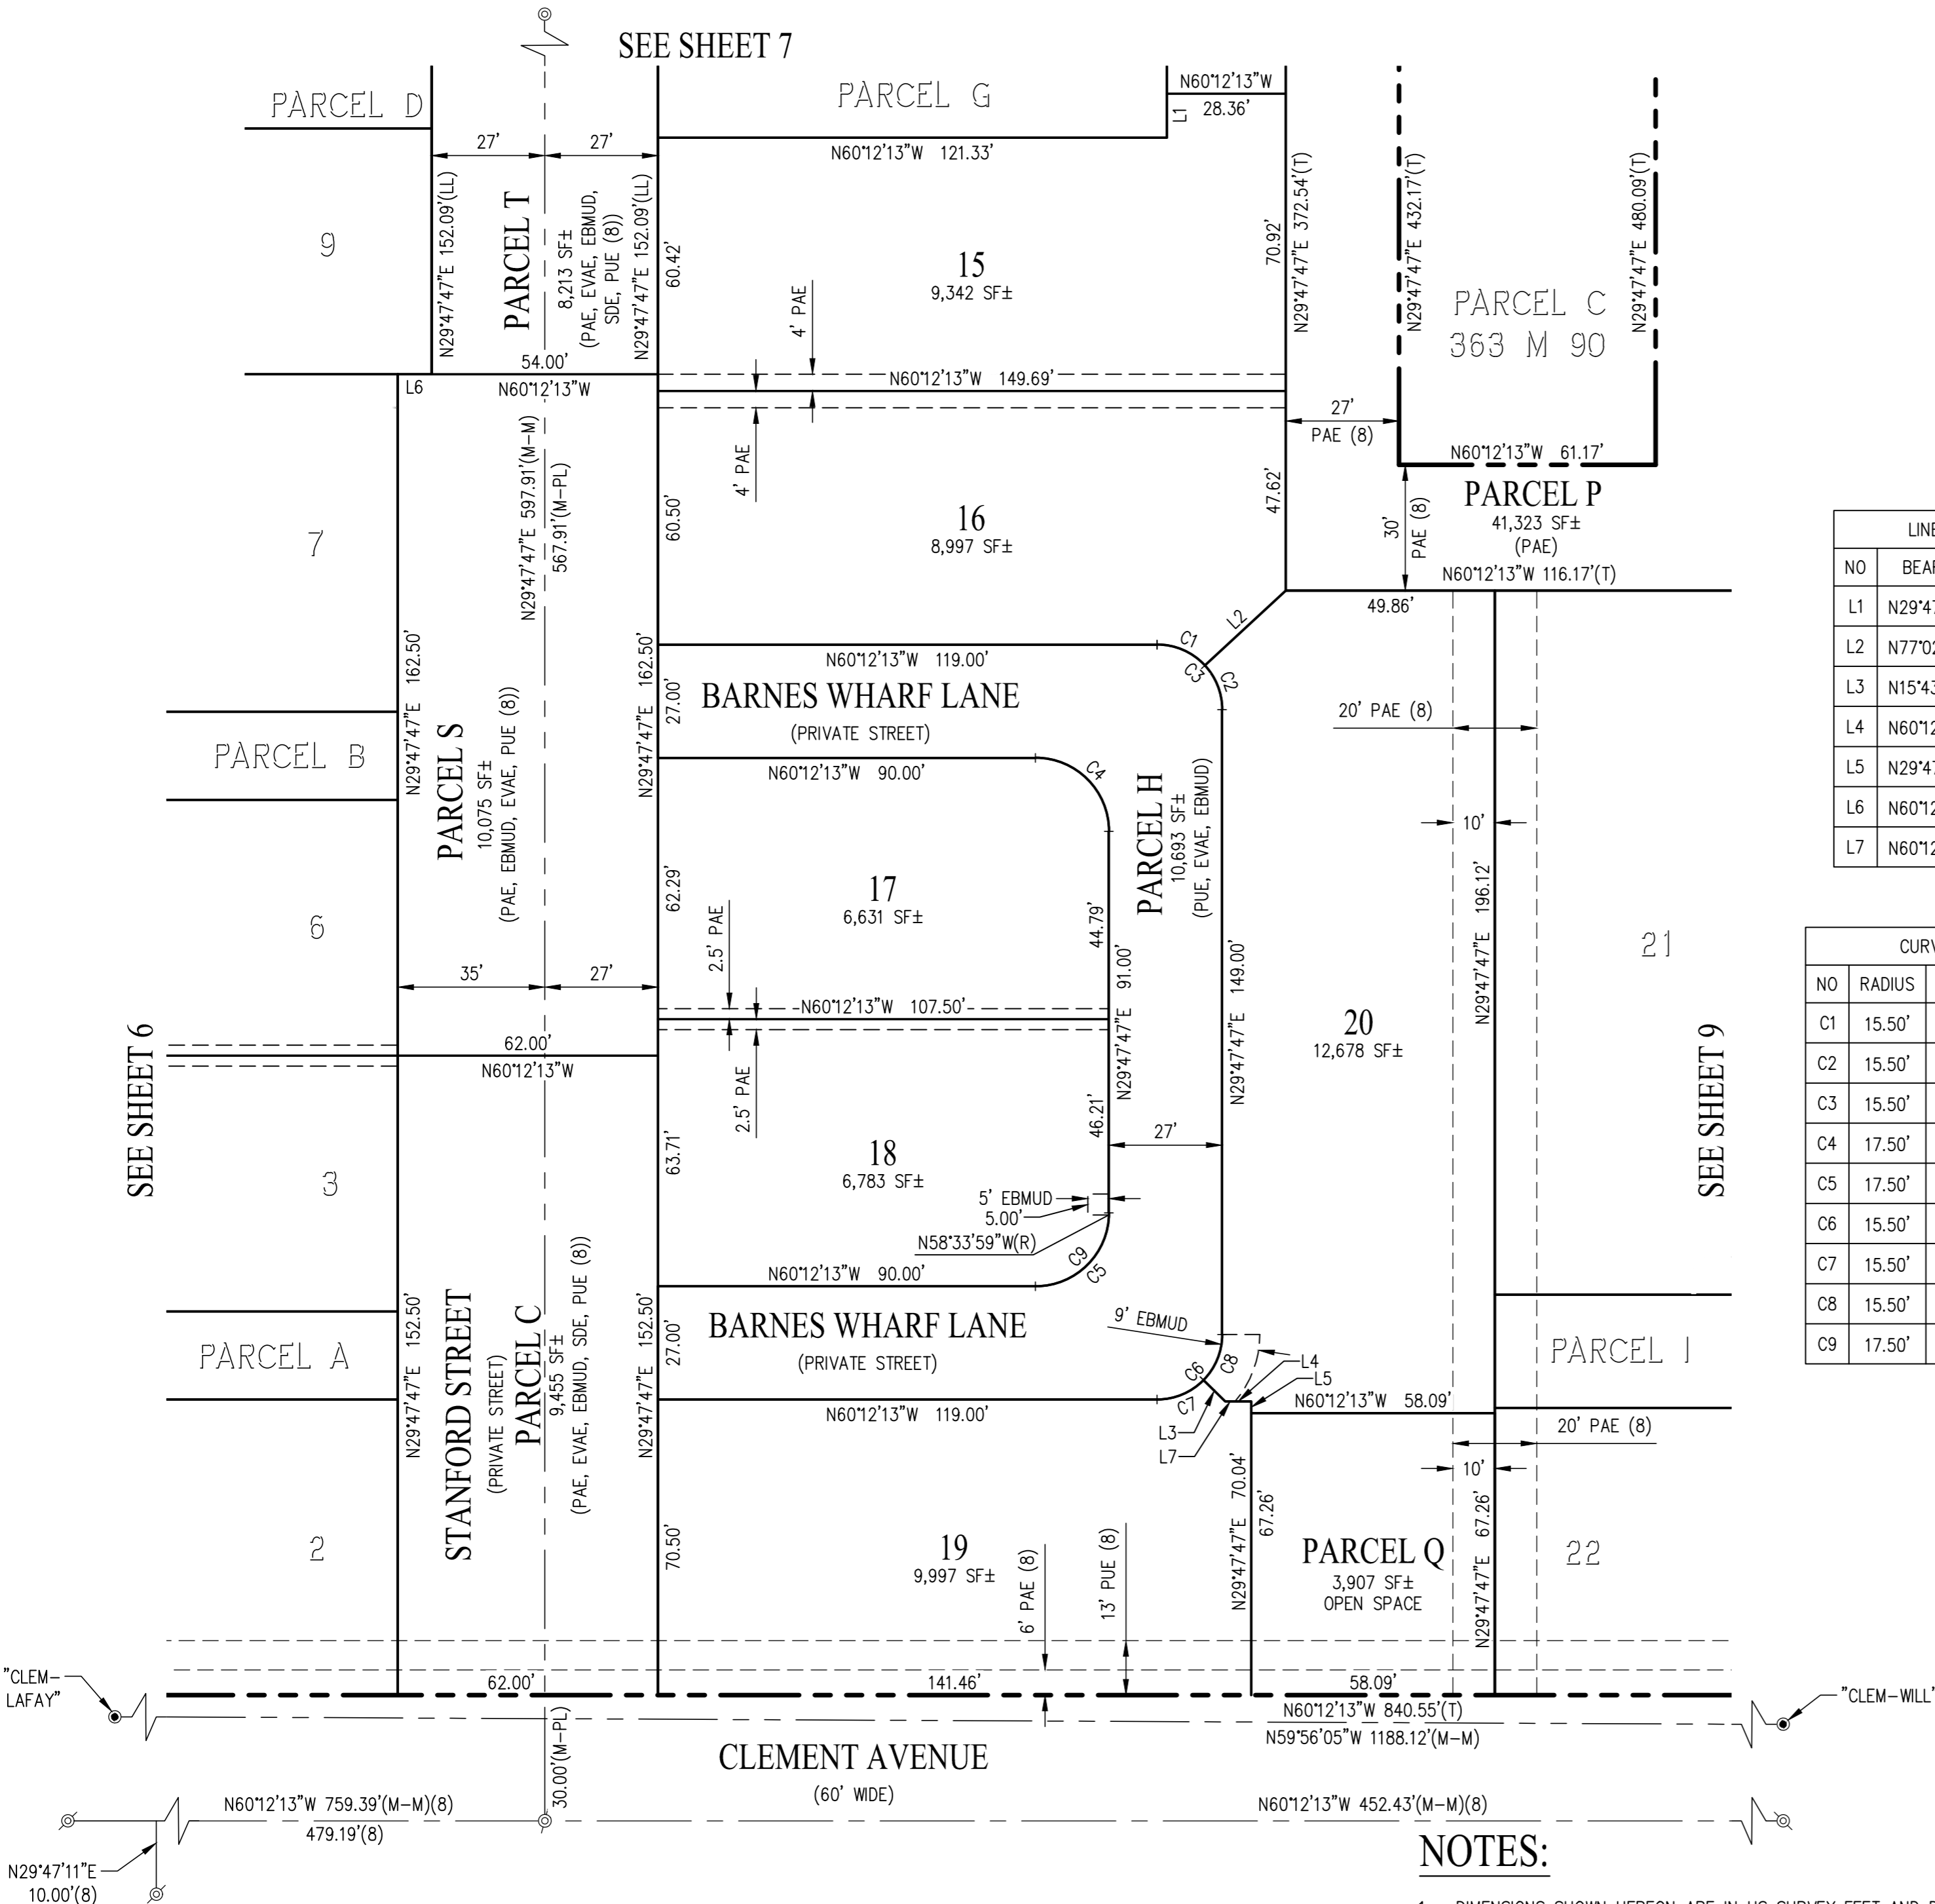 SEE SHEET 7
PARCEL D
PARCEL G
N60°12'13"W
28.36'
L1
27'
27'
N60°12'13"W 121.33'
9
N29°47'47"E 152.09'(LL)
PARCEL T
8,213 SF±
(PAE, EVAE, EBMUD,
SDE, PUE (8))
N29°47'47"E 152.09'(LL)
60.42'
15
9,342 SF±
4' PAE
70.92'
N29°47'47"E 372.54'(T)
N29°47'47"E 432.17'(T)
PARCEL C
363 M 90
N29°47'47"E 480.09'(T)
54.00'
N60°12'13"W
L6
N60°12'13"W 149.69'
4' PAE
27'
PAE (8)
N60°12'13"W 61.17'
7
N29°47'47"E 597.91'(M-M)
567.91'(M-PL)
60.50'
16
8,997 SF±
47.62'
30'
PAE (8)
PARCEL P
41,323 SF±
(PAE)
N60°12'13"W 116.17'(T)
49.86'
L2
C1
C3
C2
N60°12'13"W 119.00'
N29°47'47"E 162.50'
N29°47'47"E 162.50'
27.00'
BARNES WHARF LANE
(PRIVATE STREET)
20' PAE (8)
PARCEL B
N60°12'13"W 90.00'
C4
PARCEL S
10,075 SF±
(PAE, EBMUD, EVAE, PUE (8))
PARCEL H
10,693 SF±
(PUE, EVAE, EBMUD)
10'
6
62.29'
17
6,631 SF±
2.5' PAE
44.79'
N29°47'47"E 91.00'
N29°47'47"E 149.00'
N29°47'47"E 196.12'
21
35'
27'
N60°12'13"W 107.50'
20
12,678 SF±
SEE SHEET 6
SEE SHEET 9
62.00'
N60°12'13"W
2.5' PAE
46.21'
27'
3
63.71'
18
6,783 SF±
5' EBMUD
5.00'
N58°33'59"W(R)
C9
C5
N60°12'13"W 90.00'
N29°47'47"E 152.50'
STANFORD STREET
(PRIVATE STREET)
PARCEL C
9,455 SF±
(PAE, EVAE, EBMUD, SDE, PUE (8))
N29°47'47"E 152.50'
27.00'
BARNES WHARF LANE
(PRIVATE STREET)
9' EBMUD
PARCEL A
PARCEL I
C6
C8
C7
L4
L5
L3
L7
N60°12'13"W 119.00'
N60°12'13"W 58.09'
20' PAE (8)
10'
2
70.50'
19
9,997 SF±
6' PAE (8)
13' PUE (8)
N29°47'47"E 70.04'
67.26'
PARCEL Q
3,907 SF±
OPEN SPACE
N29°47'47"E 67.26'
22
"CLEM-
LAFAY"
62.00'
141.46'
58.09'
"CLEM-WILL"
N60°12'13"W 840.55'(T)
N59°56'05"W 1188.12'(M-M)
30.00'(M-PL)
CLEMENT AVENUE
(60' WIDE)
N60°12'13"W 759.39'(M-M)(8)
479.19'(8)
N60°12'13"W 452.43'(M-M)(8)
N29°47'11"E
10.00'(8)
LINE
NO BEAR
L1 N29°47
L2 N77°02
L3 N15°43
L4 N60°12
L5 N29°47
L6 N60°12
L7 N60°12
CURV
NO RADIUS
C1 15.50'
C2 15.50'
C3 15.50'
C4 17.50'
C5 17.50'
C6 15.50'
C7 15.50'
C8 15.50'
C9 17.50'
NOTES: